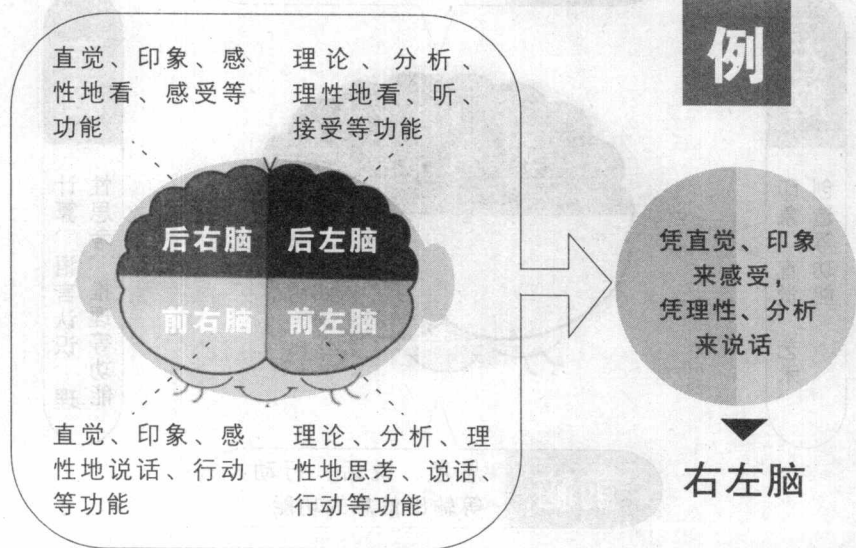 直觉、印象、感
性地看、感受等
功能
理论、分析、
理性地看、听、
接受等功能
后右脑
后左脑
前右脑
前左脑
直觉、印象、感
性地说话、行动
等功能
理论、分析、理
性地思考、说话、
行动等功能
例
凭直觉、印象
来感受，
凭理性、分析
来说话
右左脑